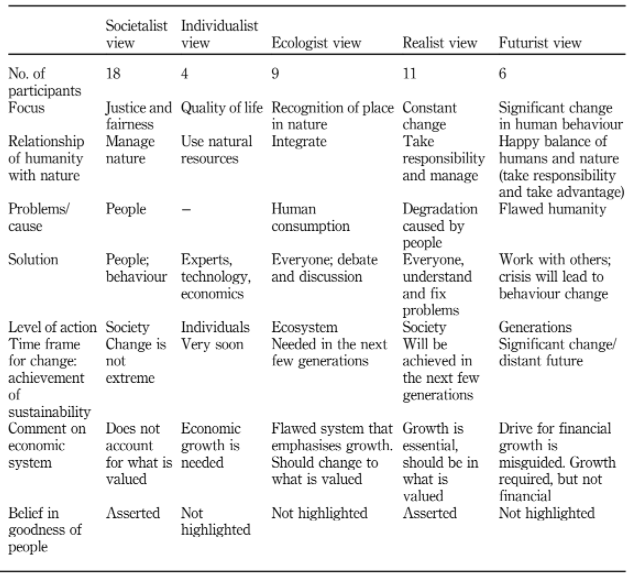 Societalist Individualist
view view Ecologist view Realist view Futurist view
No. of 18 4 9 11 6
participants
Focus Justice and Quality of life Recognition of place Constant Significant change
fairness in nature change in human behaviour
Relationship Manage Use natural Integrate Take Happy balance of
of humanity nature resources responsibility humans and nature
with nature and manage (take responsibility
and take advantage)
Problems/ People – Human Degradation Flawed humanity
cause consumption caused by
people
Solution People; Experts, Everyone; debate Everyone, Work with others;
behaviour technology, and discussion understand crisis will lead to
economics and fix behaviour change
problems
Level of action Society Individuals Ecosystem Society Generations
Time frame Change is Very soon Needed in the next Will be Significant change/
for change: not few generations achieved in distant future
achievement extreme the next few
of generations
sustainability
Comment on Does not Economic Flawed system that Growth is Drive for financial
economic account growth is emphasises growth. essential, growth is
system for what is needed Should change to should be in misguided. Growth
valued what is valued what is required, but not
valued financial
Belief in Asserted Not Not highlighted Asserted Not highlighted
goodness of highlighted
people